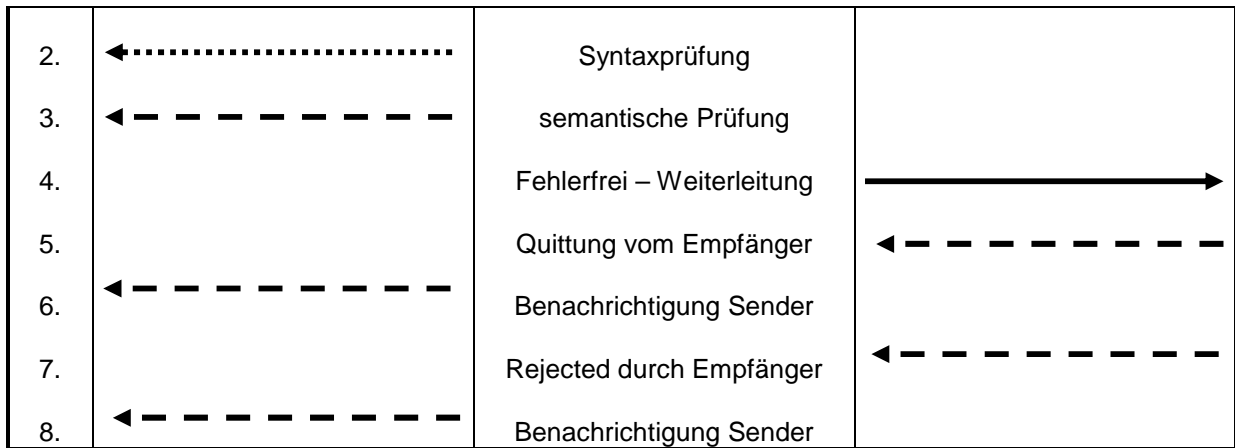 2. Syntaxprüfung
3. semantische Prüfung
4. Fehlerfrei – Weiterleitung
5. Quittung vom Empfänger
6. Benachrichtigung Sender
7. Rejected durch Empfänger
8. Benachrichtigung Sender